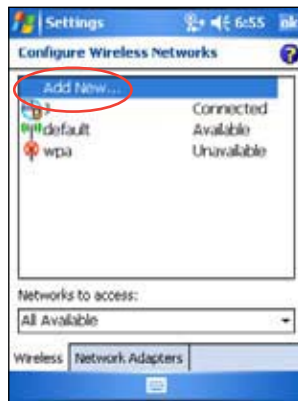 Settings 6:55 ok
Configure Wireless Networks
Add New...
Connected
default Available
wpa Unavailable
Networks to access:
All Available
Wireless Network Adapters